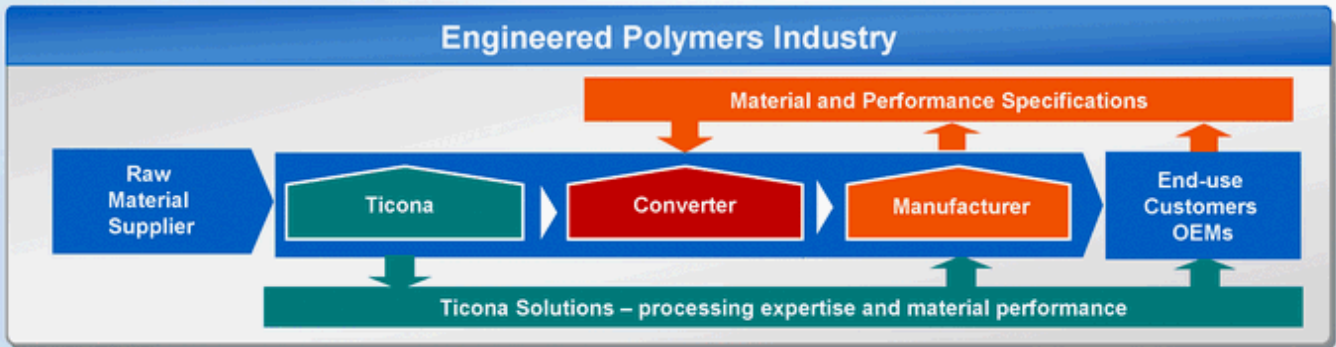 Engineered Polymers Industry
Material and Performance Specifications
Raw
Material
Supplier
Ticona
Converter
Manufacturer
End-use
Customers
OEMs
Ticona Solutions – processing expertise and material performance